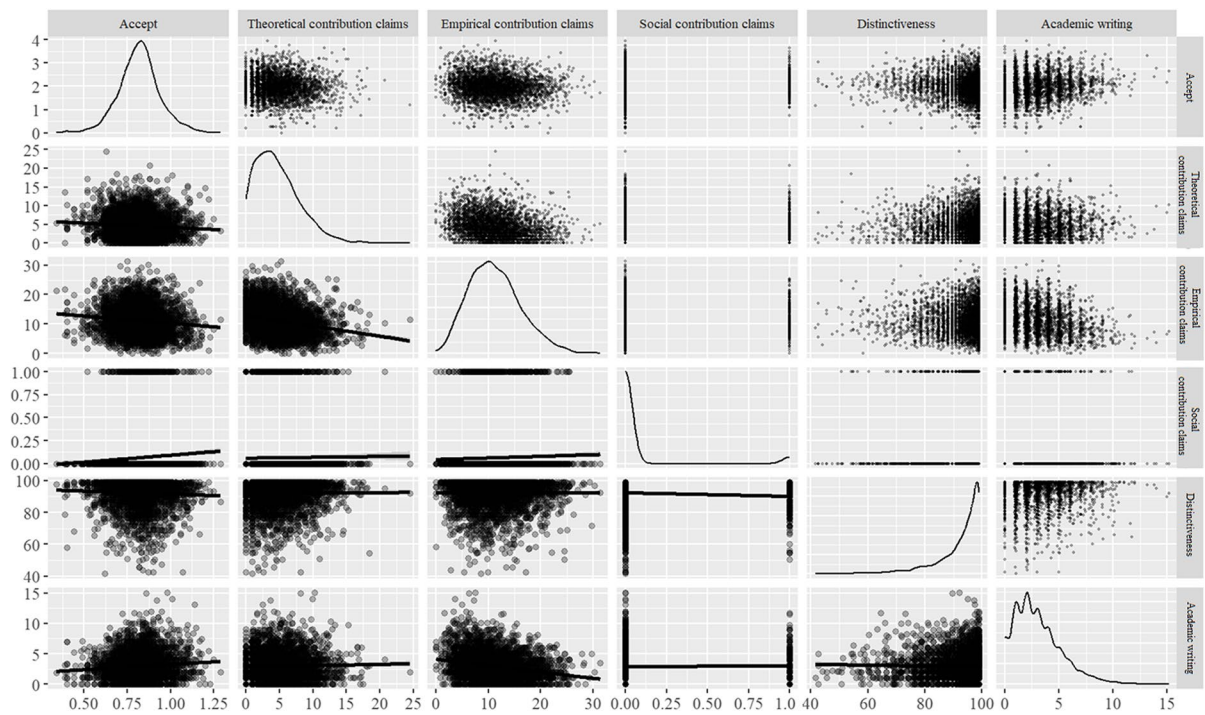 Accept
Theoretical contribution claims
Empirical contribution claims
Social contribution claims
Distinctiveness
Academic writing
4
3
2
1
0
Accept
25
20
15
10
5
0
Theoretical
contribution claims
30
20
10
0
Empirical
contribution claims
1.00
0.75
0.50
0.25
0.00
Social
contribution claims
100
80
60
40
Distinctiveness
15
10
5
0
Academic writing
0.50 0.75 1.00 1.25
0 5 10 15 20 25
0 10 20 30
0.00 0.25 0.50 0.75 1.0
40 60 80 100
0 5 10 15